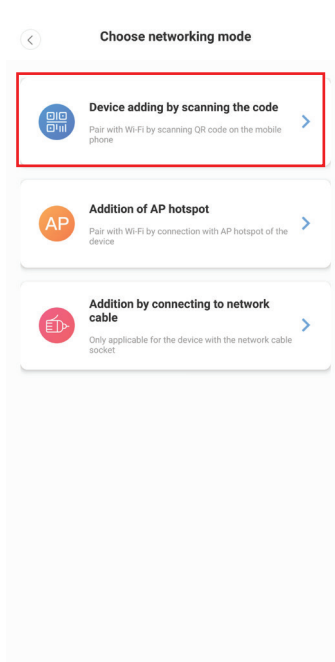 Choose networking mode
Device adding by scanning the code
Pair with Wi-Fi by scanning QR code on the mobile
phone
AP
Addition of AP hotspot
Pair with Wi-Fi by connection with AP hotspot of the
device
Addition by connecting to network
cable
Only applicable for the device with the network cable
socket